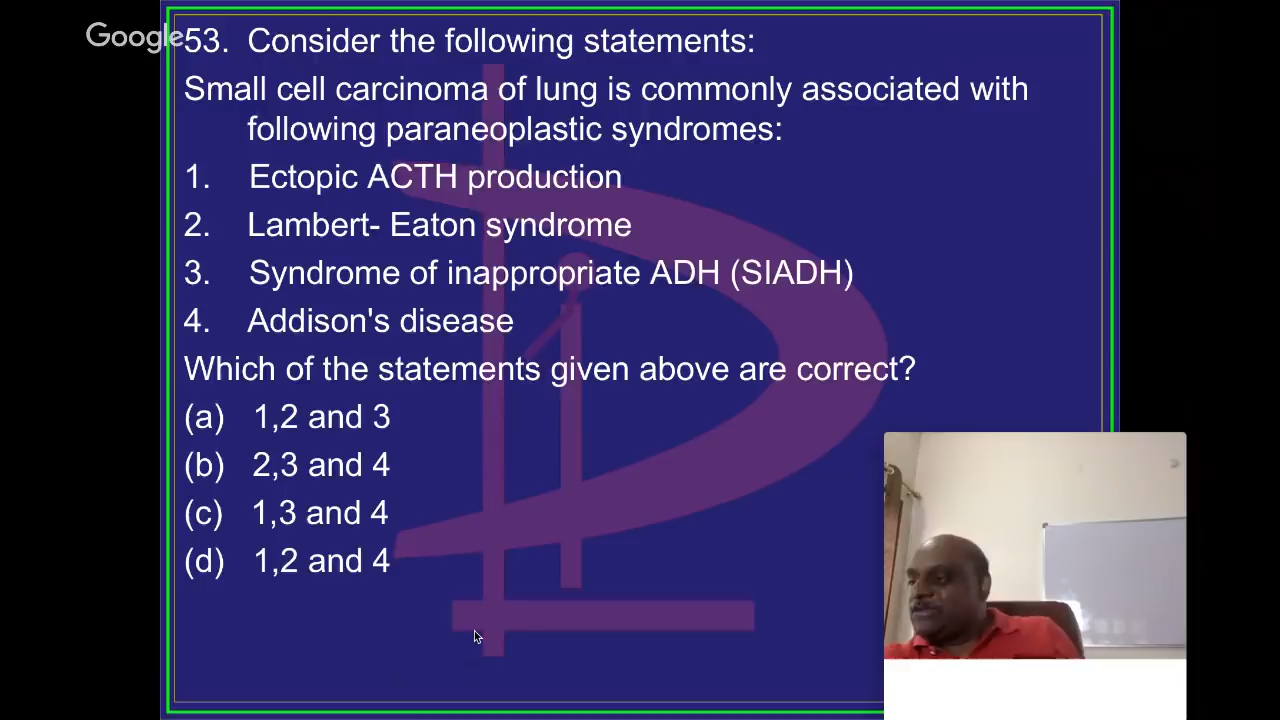 Google
53. Consider the following statements:
Small cell carcinoma of lung is commonly associated with
following paraneoplastic syndromes:
1. Ectopic ACTH production
2. Lambert- Eaton syndrome
3. Syndrome of inappropriate ADH (SIADH)
4. Addison's disease
Which of the statements given above are correct?
(a) 1,2 and 3
(b) 2,3 and 4
(c) 1,3 and 4
(d) 1,2 and 4